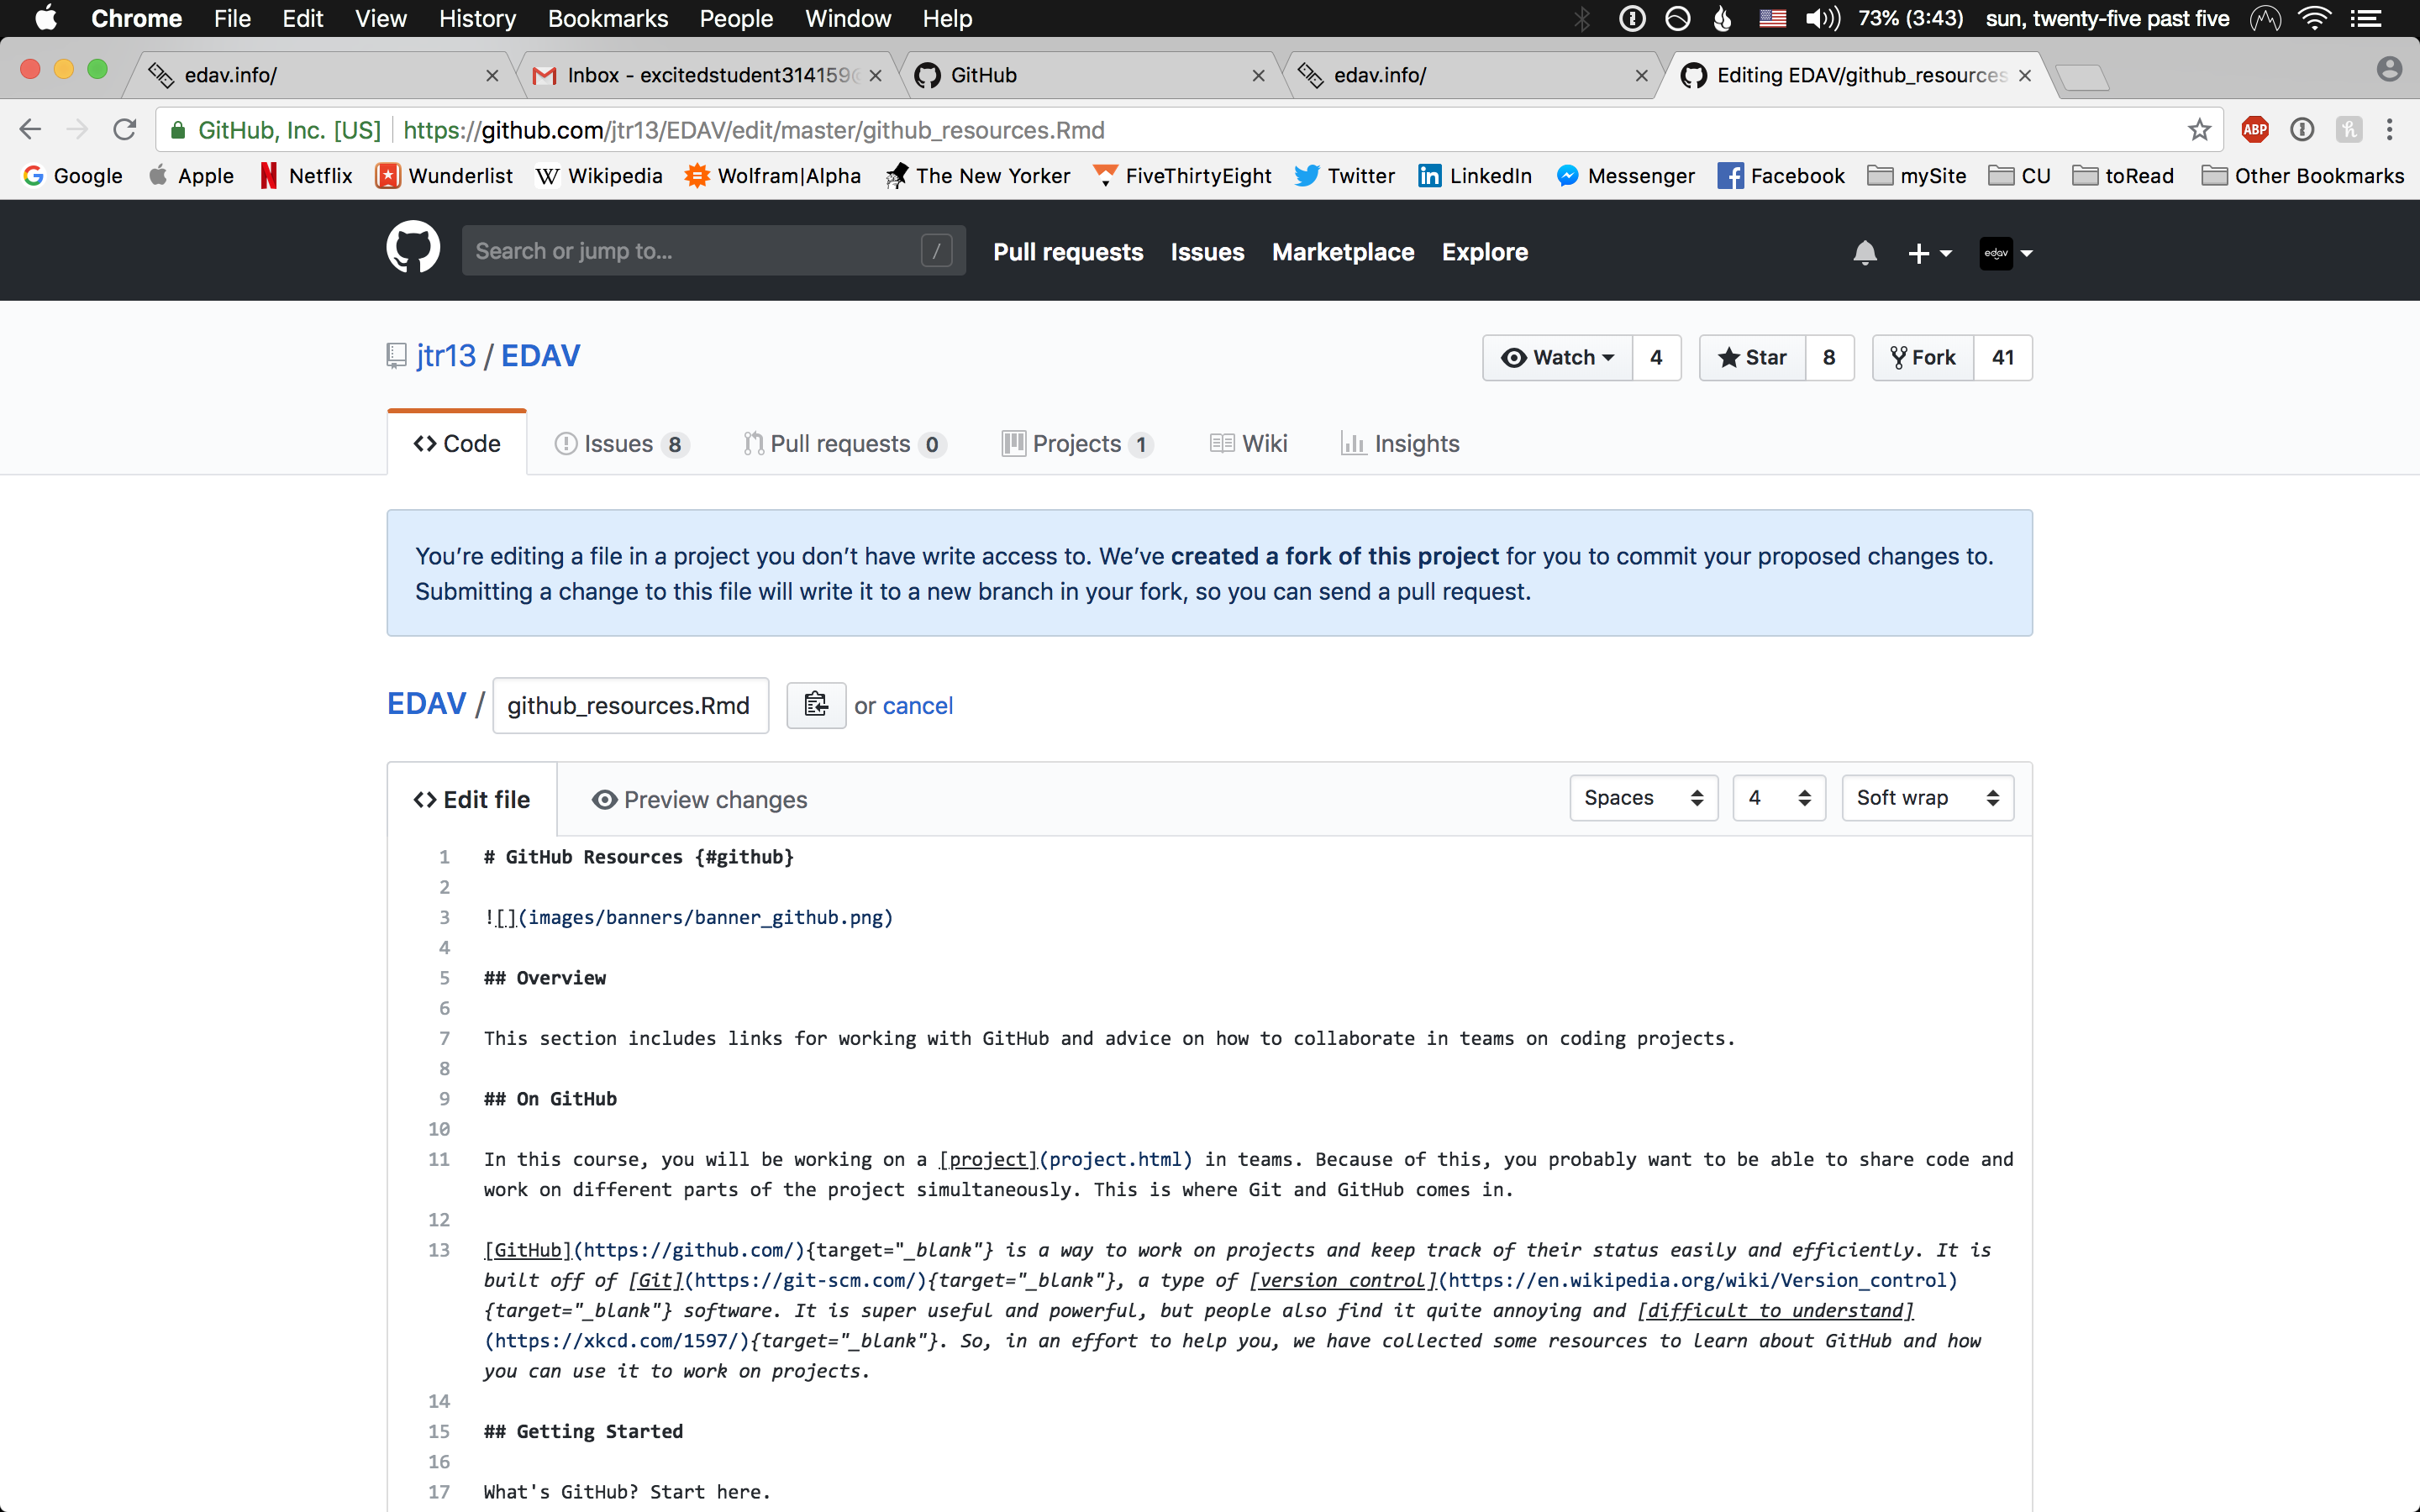 Chrome File Edit View History Bookmarks People Window Help 73% (3:43) sun, twenty-five past five
edav.info/ Inbox - excitedstudent314159@ GitHub edav.info/ Editing EDAV/github_resources
GitHub, Inc. [US] https://github.com/jtr13/EDAV/edit/master/github_resources.Rmd ABP
Google Apple Netflix Wunderlist Wikipedia Wolfram|Alpha The New Yorker FiveThirtyEight Twitter LinkedIn Messenger Facebook mySite CU toRead Other Bookmarks
Search or jump to... / Pull requests Issues Marketplace Explore edav
jtr13 / EDAV Watch 4 Star 8 Fork 41
Code Issues 8 Pull requests 0 Projects 1 Wiki Insights
You’re editing a file in a project you don’t have write access to. We’ve created a fork of this project for you to commit your proposed changes to.
Submitting a change to this file will write it to a new branch in your fork, so you can send a pull request.
EDAV / github_resources.Rmd or cancel
Edit file Preview changes Spaces 4 Soft wrap
1 # GitHub Resources {#github}
2
3 ![](images/banners/banner_github.png)
4
5 ## Overview
6
7 This section includes links for working with GitHub and advice on how to collaborate in teams on coding projects.
8
9 ## On GitHub
10
11 In this course, you will be working on a [project](project.html) in teams. Because of this, you probably want to be able to share code and
work on different parts of the project simultaneously. This is where Git and GitHub comes in.
12
13 [GitHub](https://github.com/){target="_blank"} is a way to work on projects and keep track of their status easily and efficiently. It is
built off of [Git](https://git-scm.com/){target="_blank"}, a type of [version control](https://en.wikipedia.org/wiki/Version_control)
{target="_blank"} software. It is super useful and powerful, but people also find it quite annoying and [difficult to understand]
(https://xkcd.com/1597/){target="_blank"}. So, in an effort to help you, we have collected some resources to learn about GitHub and how
you can use it to work on projects.
14
15 ## Getting Started
16
17 What's GitHub? Start here.